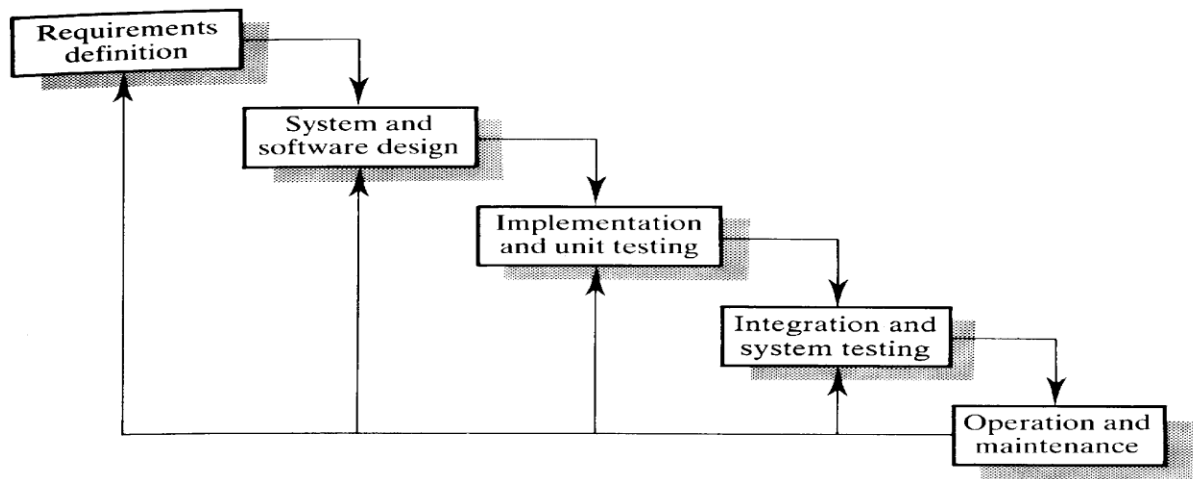 Requirements
definition
System and
software design
Implementation
and unit testing
Integration and
system testing
Operation and
maintenance